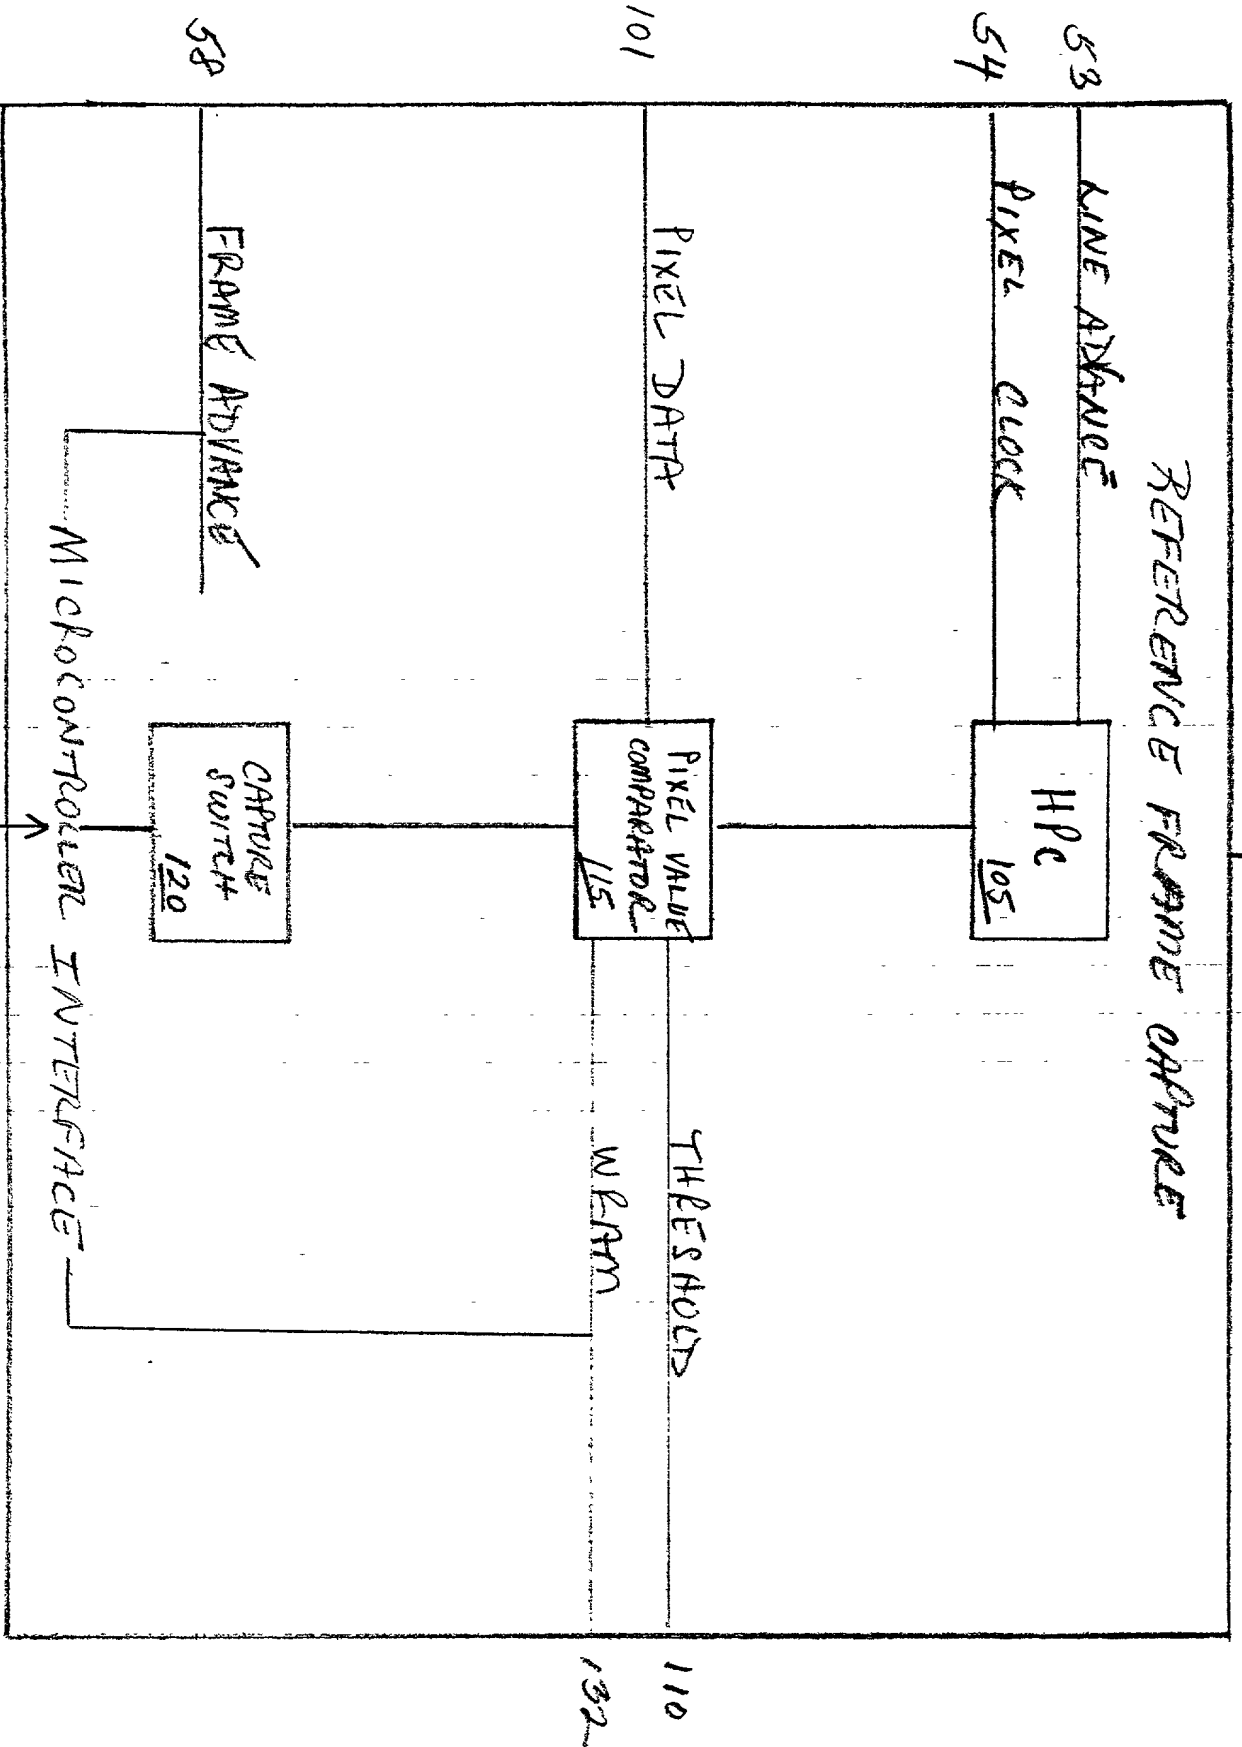 REFERENCE FRAME CAPTURE
53
LINE ADVANCE
54
PIXEL CLOCK
HPC
105
101
PIXEL DATA
PIXEL VALUE
COMPARATOR
115
THRESHOLD
110
WRAM
132
58
FRAME ADVANCE
CAPTURE
SWITCH
120
MICROCONTROLLER INTERFACE